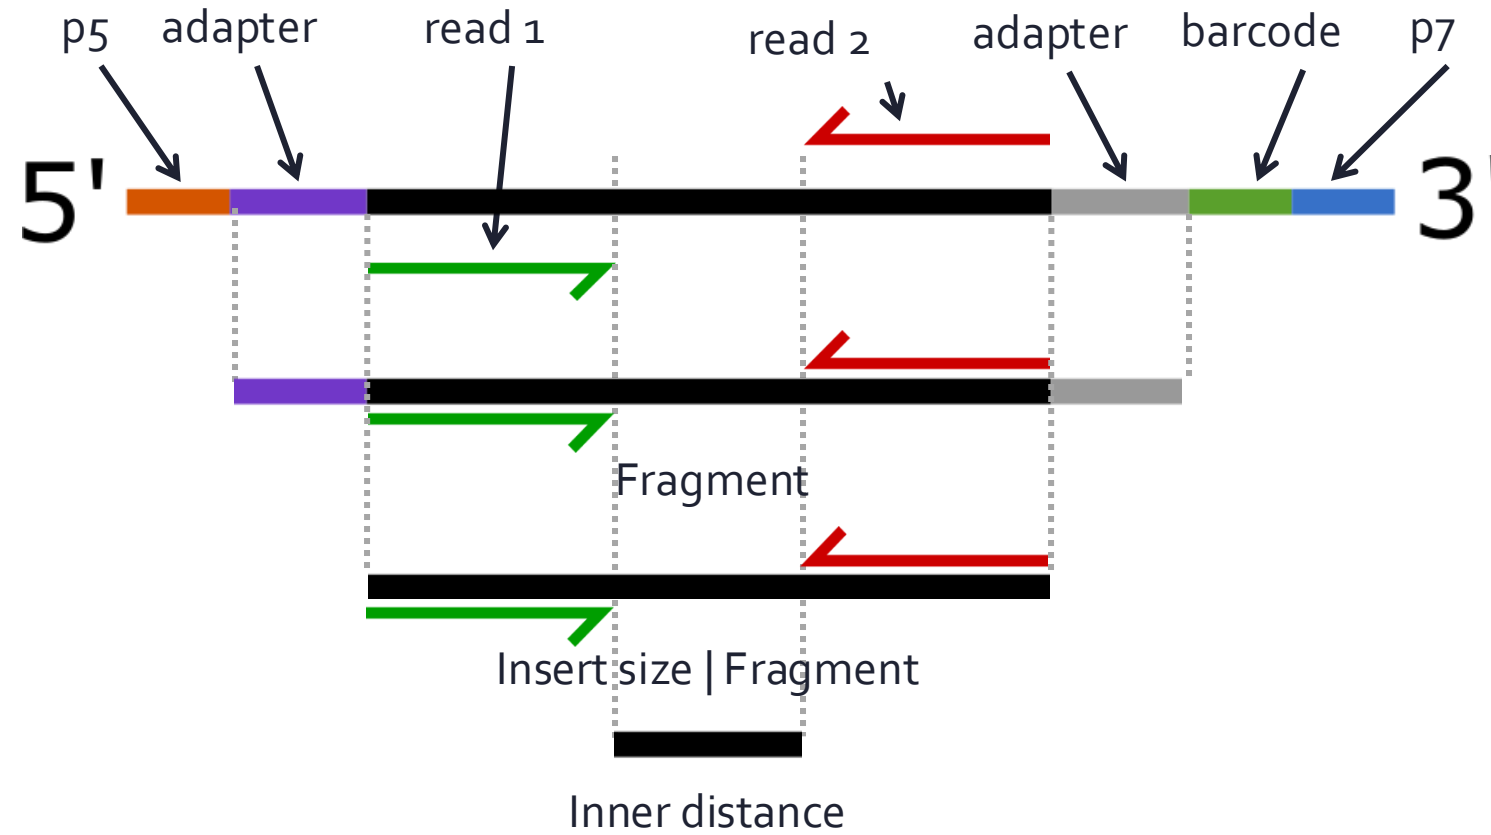 p5 adapter read 1 read 2 adapter barcode p7
5' 3'
Fragment
Insert size | Fragment
Inner distance